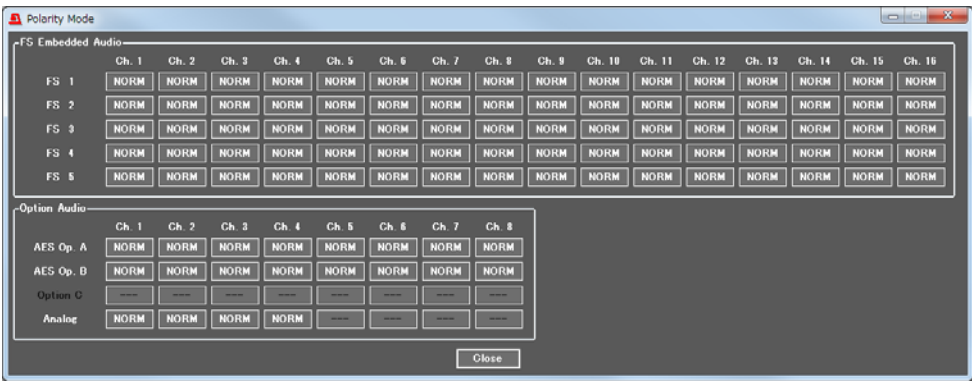 Polarity Mode
FS Embedded Audio
Ch. 1 Ch. 2 Ch. 3 Ch. 4 Ch. 5 Ch. 6 Ch. 7 Ch. 8 Ch. 9 Ch. 10 Ch. 11 Ch. 12 Ch. 13 Ch. 14 Ch. 15 Ch. 16
FS 1 NORM NORM NORM NORM NORM NORM NORM NORM NORM NORM NORM NORM NORM NORM NORM NORM
FS 2 NORM NORM NORM NORM NORM NORM NORM NORM NORM NORM NORM NORM NORM NORM NORM NORM
FS 3 NORM NORM NORM NORM NORM NORM NORM NORM NORM NORM NORM NORM NORM NORM NORM NORM
FS 4 NORM NORM NORM NORM NORM NORM NORM NORM NORM NORM NORM NORM NORM NORM NORM NORM
FS 5 NORM NORM NORM NORM NORM NORM NORM NORM NORM NORM NORM NORM NORM NORM NORM NORM
Option Audio
Ch. 1 Ch. 2 Ch. 3 Ch. 4 Ch. 5 Ch. 6 Ch. 7 Ch. 8
AES Op. A NORM NORM NORM NORM NORM NORM NORM NORM
AES Op. B NORM NORM NORM NORM NORM NORM NORM NORM
Option C --- --- --- --- --- --- --- ---
Analog NORM NORM NORM NORM --- --- --- ---
Close